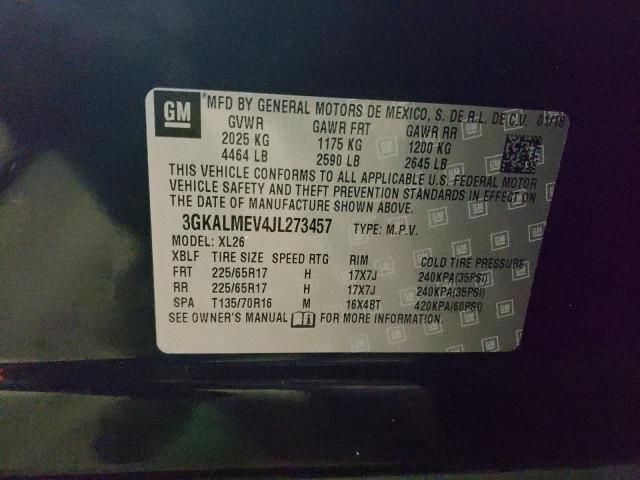 GM
MFD BY GENERAL MOTORS DE MEXICO, S. DE R.L. DE C.V. 01/18
GVWR GAWR FRT GAWR RR
2025 KG 1175 KG 1200 KG
4464 LB 2590 LB 2645 LB
THIS VEHICLE CONFORMS TO ALL APPLICABLE U.S. FEDERAL MOTOR
VEHICLE SAFETY AND THEFT PREVENTION STANDARDS IN EFFECT ON
THE DATE OF MANUFACTURE SHOWN ABOVE.
3GKALMEV4JL273457 TYPE: M.P.V.
MODEL: XL26
XBLF TIRE SIZE SPEED RTG RIM COLD TIRE PRESSURE
FRT 225/65R17 H 17X7J 240KPA(35PSI)
RR 225/65R17 H 17X7J 240KPA(35PSI)
SPA T135/70R16 M 16X4BT 420KPA(60PSI)
SEE OWNER'S MANUAL FOR MORE INFORMATION.